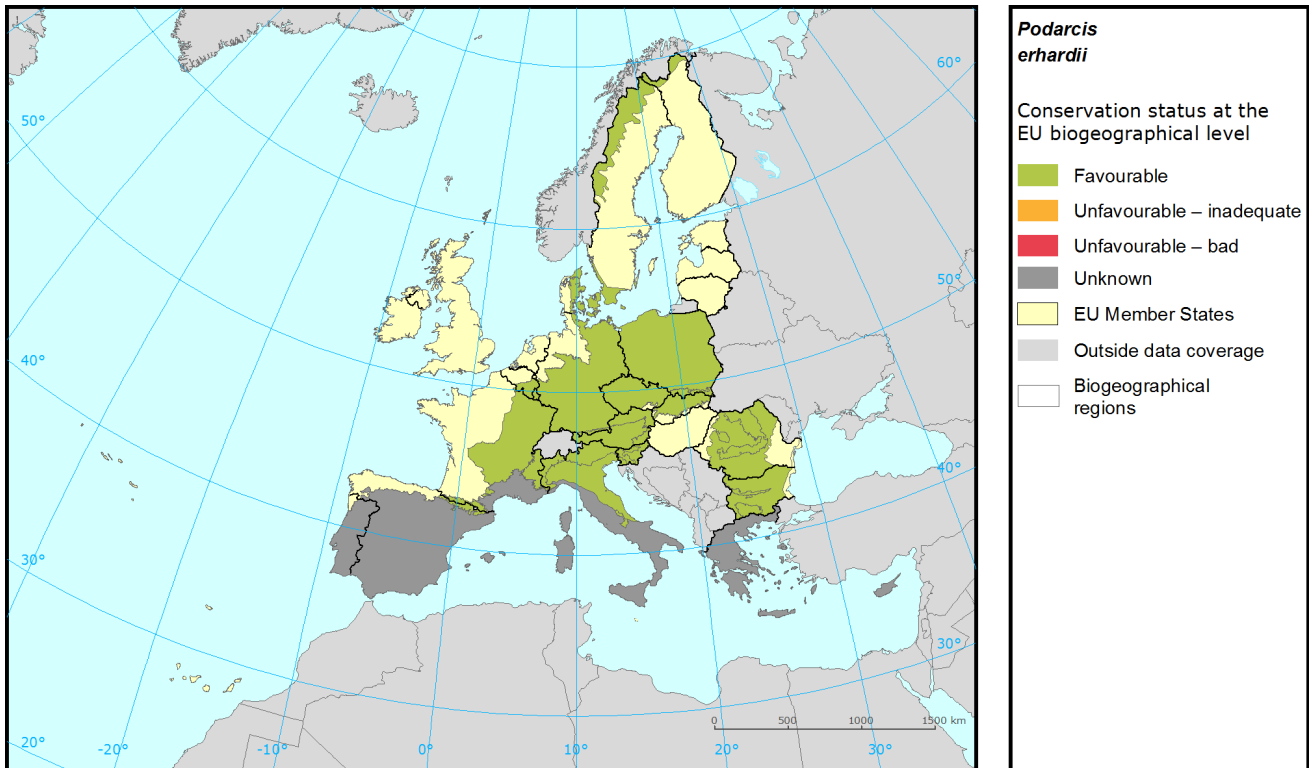 60°
50°
50°
40°
40°
30°
30°
20°
-20°
-10°
0°
10°
20°
30°
0
500
1000
1500 km
Podarcis
erhardii
Conservation status at the
EU biogeographical level
Favourable
Unfavourable – inadequate
Unfavourable – bad
Unknown
EU Member States
Outside data coverage
Biogeographical
regions